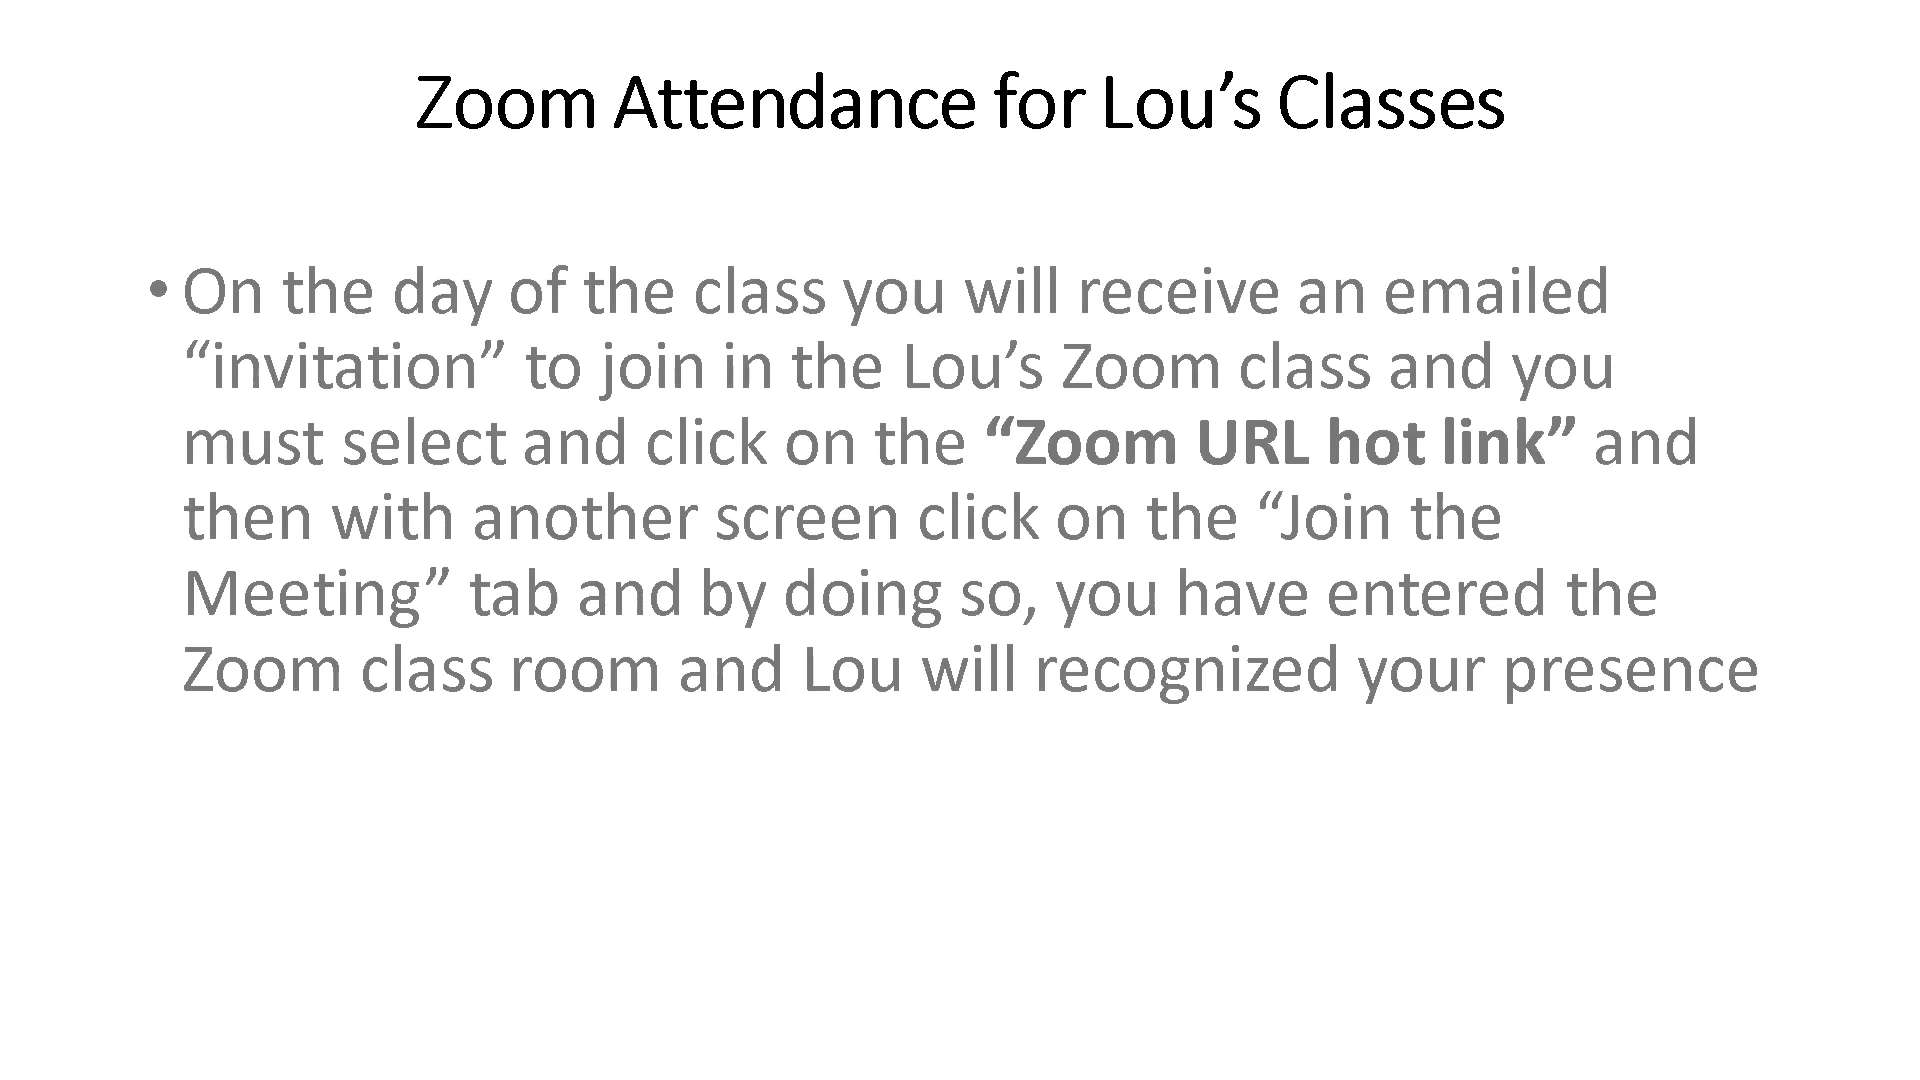 Zoom Attendance for Lou’s Classes
• On the day of the class you will receive an emailed
“invitation” to join in the Lou’s Zoom class and you
must select and click on the “Zoom URL hot link” and
then with another screen click on the “Join the
Meeting” tab and by doing so, you have entered the
Zoom class room and Lou will recognized your presence